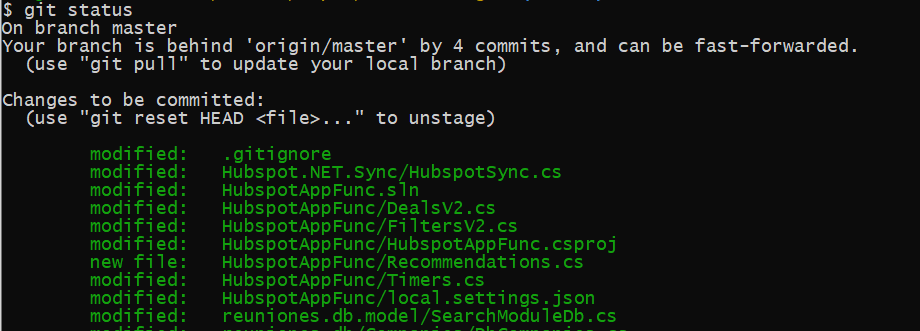 $ git status
On branch master
Your branch is behind 'origin/master' by 4 commits, and can be fast-forwarded.
  (use "git pull" to update your local branch)

Changes to be committed:
  (use "git reset HEAD <file>..." to unstage)

        modified:   .gitignore
        modified:   Hubspot.NET.Sync/HubspotSync.cs
        modified:   HubspotAppFunc.sln
        modified:   HubspotAppFunc/DealsV2.cs
        modified:   HubspotAppFunc/FiltersV2.cs
        modified:   HubspotAppFunc/HubspotAppFunc.csproj
        new file:   HubspotAppFunc/Recommendations.cs
        modified:   HubspotAppFunc/Timers.cs
        modified:   HubspotAppFunc/local.settings.json
        modified:   reuniones.db.model/SearchModuleDb.cs
        modified: